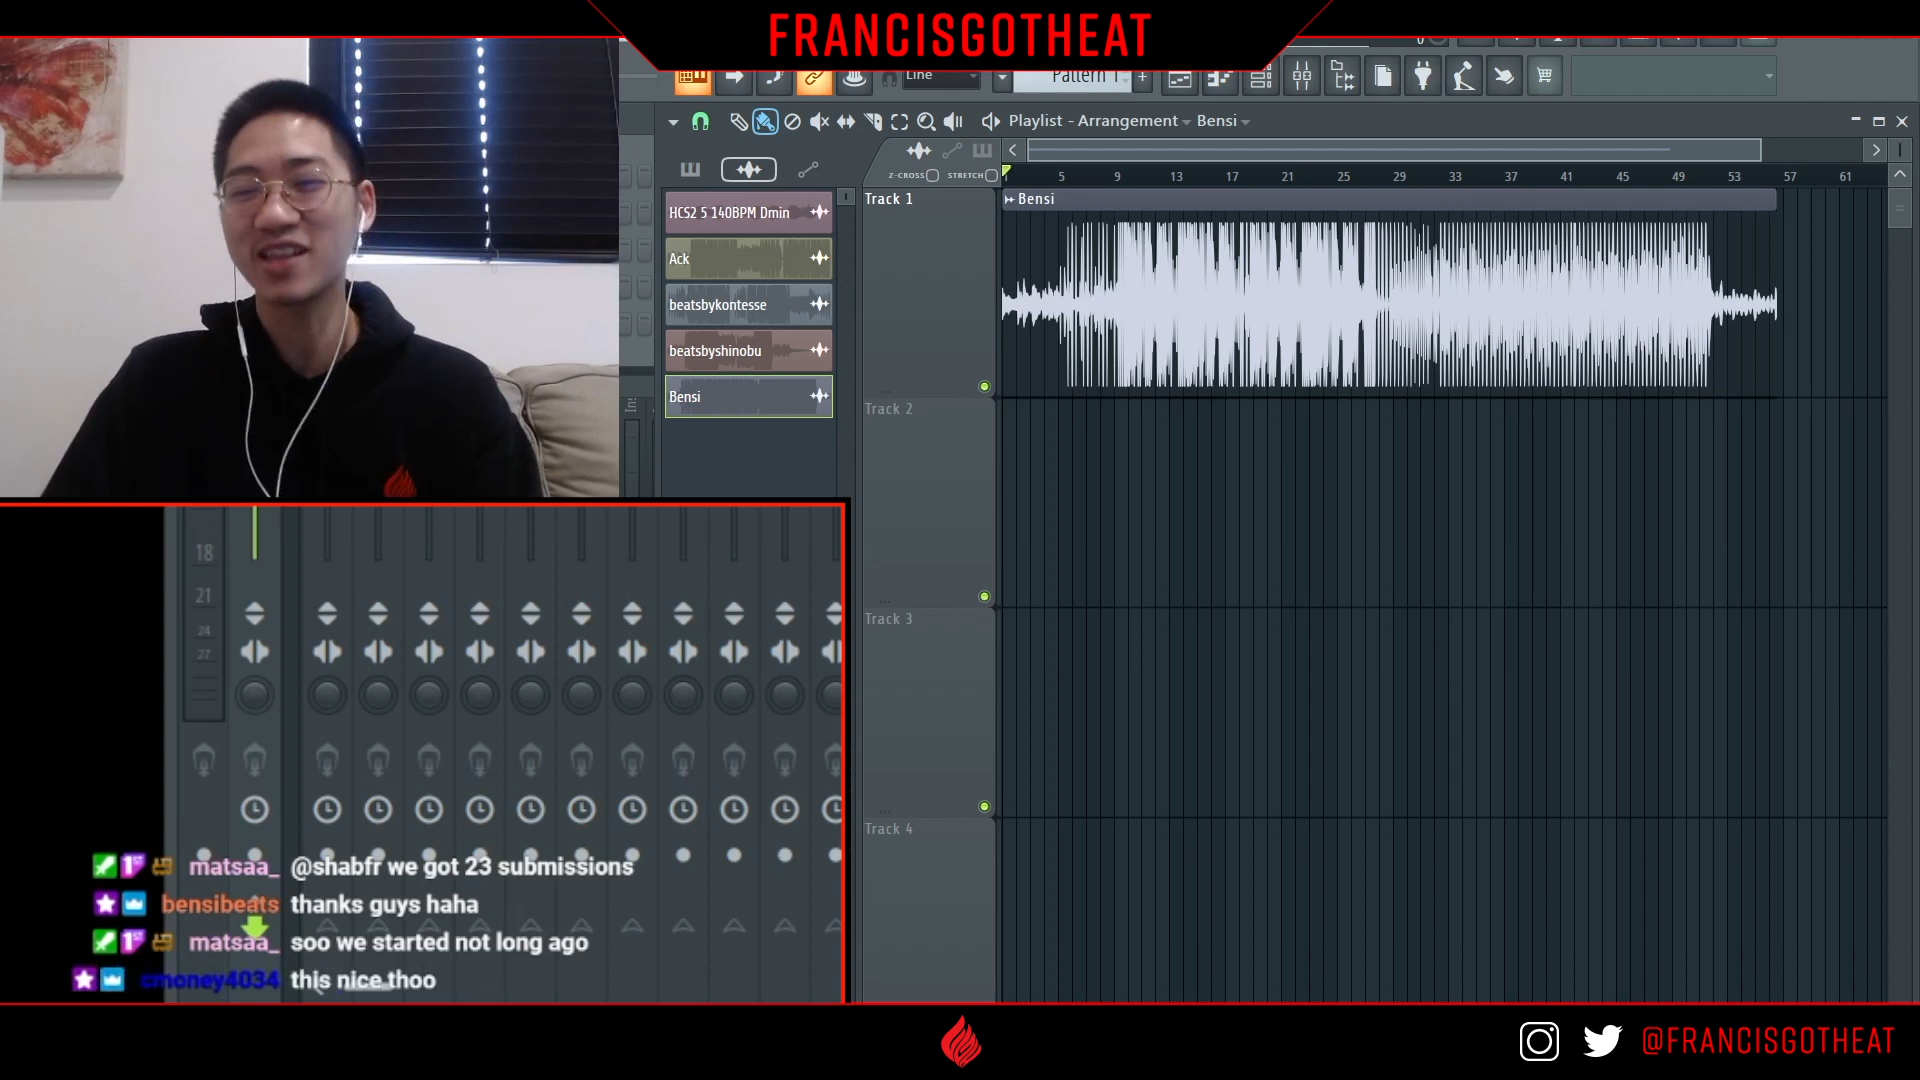 FRANCISGOTHEAT
Line
Pattern 1
Playlist - Arrangement Bensi
Z-CROSS STRETCH
5 9 13 17 21 25 29 33 37 41 45 49 53 57 61
HCS2 5 140BPM Dmin
Ack
beatsbykontesse
beatsbyshinobu
Bensi
Track 1
Bensi
Track 2
Track 3
Track 4
18
21
24
27
matsaa_ @shabfr we got 23 submissions
bensibeats thanks guys haha
matsaa_ soo we started not long ago
cmoney4034 this nice thoo
@FRANCISGOTHEAT